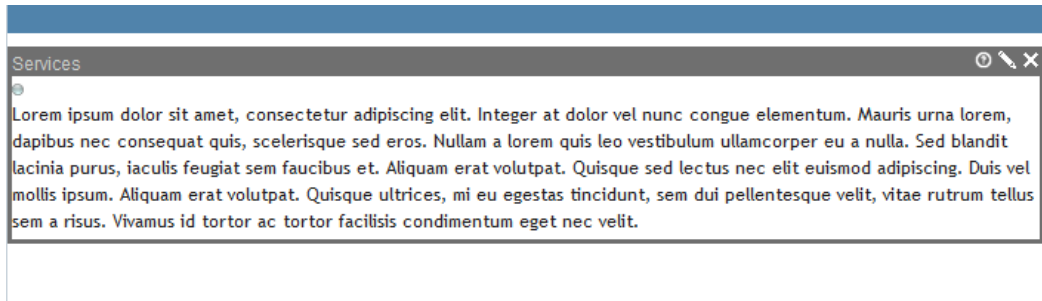 Services
Lorem ipsum dolor sit amet, consectetur adipiscing elit. Integer at dolor vel nunc congue elementum. Mauris urna lorem,
dapibus nec consequat quis, scelerisque sed eros. Nullam a lorem quis leo vestibulum ullamcorper eu a nulla. Sed blandit
lacinia purus, iaculis feugiat sem faucibus et. Aliquam erat volutpat. Quisque sed lectus nec elit euismod adipiscing. Duis vel
mollis ipsum. Aliquam erat volutpat. Quisque ultrices, mi eu egestas tincidunt, sem dui pellentesque velit, vitae rutrum tellus
sem a risus. Vivamus id tortor ac tortor facilisis condimentum eget nec velit.